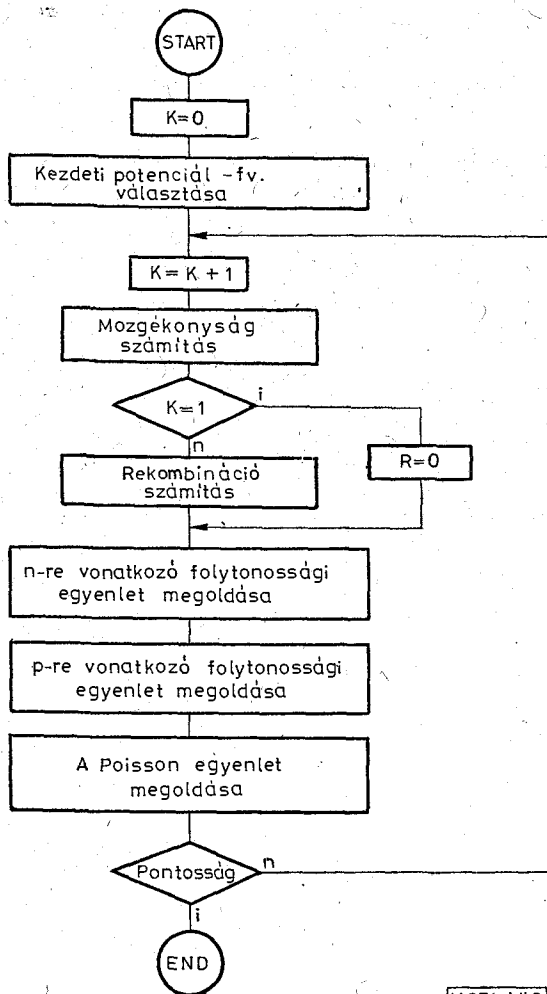 START
K=0
Kezdeti potenciál -fv.
választása
K = K + 1
Mozgékonyság
számítás
K=1
i
n
R=0
Rekombináció
számítás
n-re vonatkozó folytonossági
egyenlet megoldása
p-re vonatkozó folytonossági
egyenlet megoldása
A Poisson egyenlet
megoldása
Pontosság
n
i
END